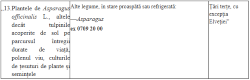 13.Plantele de Asparagus
officinalis L., altele
decât tulpinile
acoperite de sol pe
parcursul întregii
durate de viață,
polenul viu, culturile
de țesuturi de plante și
semințele
Alte legume, în stare proaspătă sau refrigerată:
—Asparagus
ex 0709 20 00
Țări terțe, cu
excepția
Elveției"